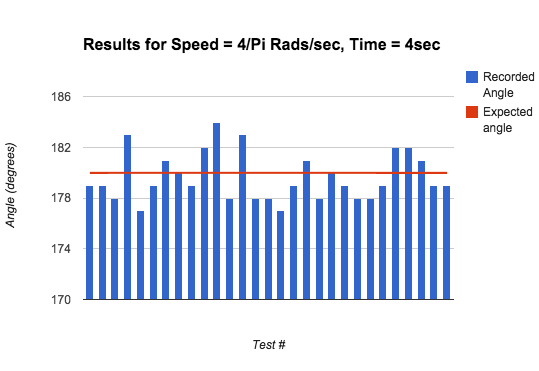 Results for Speed = 4/Pi Rads/sec, Time = 4sec
Recorded
Angle
Expected
angle
186
182
178
174
170
Angle (degrees)
Test #